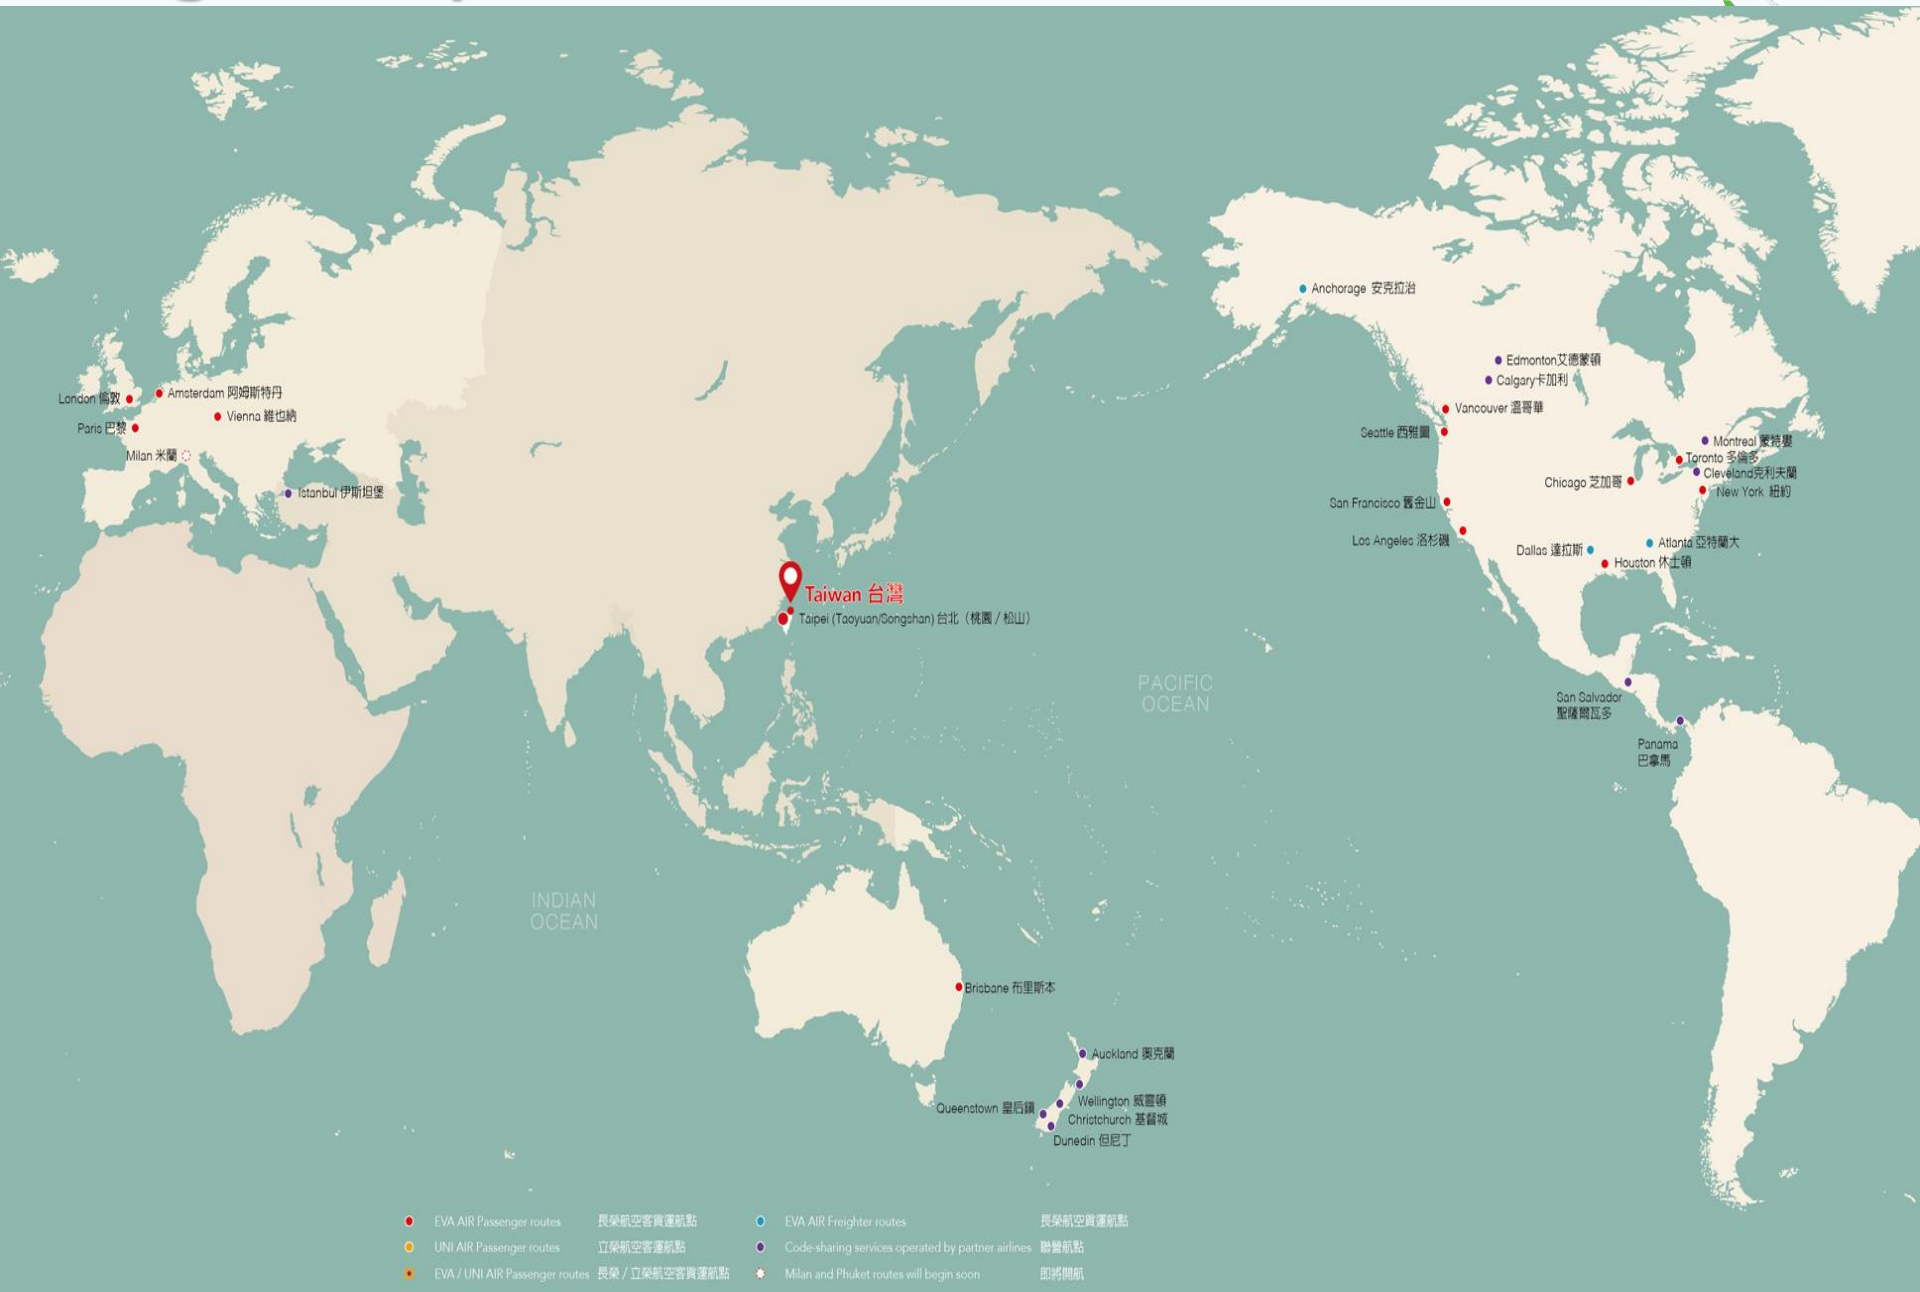 Anchorage 安克拉治
Edmonton艾德蒙頓
Calgary卡加利
London 倫敦
Amsterdam 阿姆斯特丹
Vancouver 溫哥華
Vienna 維也納
Paris 巴黎
Seattle 西雅圖
Montreal 蒙特婁
Milan 米蘭
Toronto 多倫多
Cleveland克利夫蘭
Chicago 芝加哥
New York 紐約
Istanbul 伊斯坦堡
San Francisco 舊金山
Los Angeles 洛杉磯
Dallas 達拉斯
Atlanta 亞特蘭大
Houston 休士頓
Taiwan 台灣
Taipei (Taoyuan/Songshan) 台北（桃園 / 松山）
PACIFIC
OCEAN
San Salvador
聖薩爾瓦多
Panama
巴拿馬
INDIAN
OCEAN
Brisbane 布里斯本
Auckland 奧克蘭
Wellington 威靈頓
Queenstown 皇后鎮
Christchurch 基督城
Dunedin 但尼丁
EVA AIR Passenger routes 長榮航空客貨運航點
EVA AIR Freighter routes 長榮航空貨運航點
UNI AIR Passenger routes 立榮航空客運航點
Code-sharing services operated by partner airlines 聯營航點
EVA / UNI AIR Passenger routes 長榮 / 立榮航空客貨運航點
Milan and Phuket routes will begin soon 即將開航